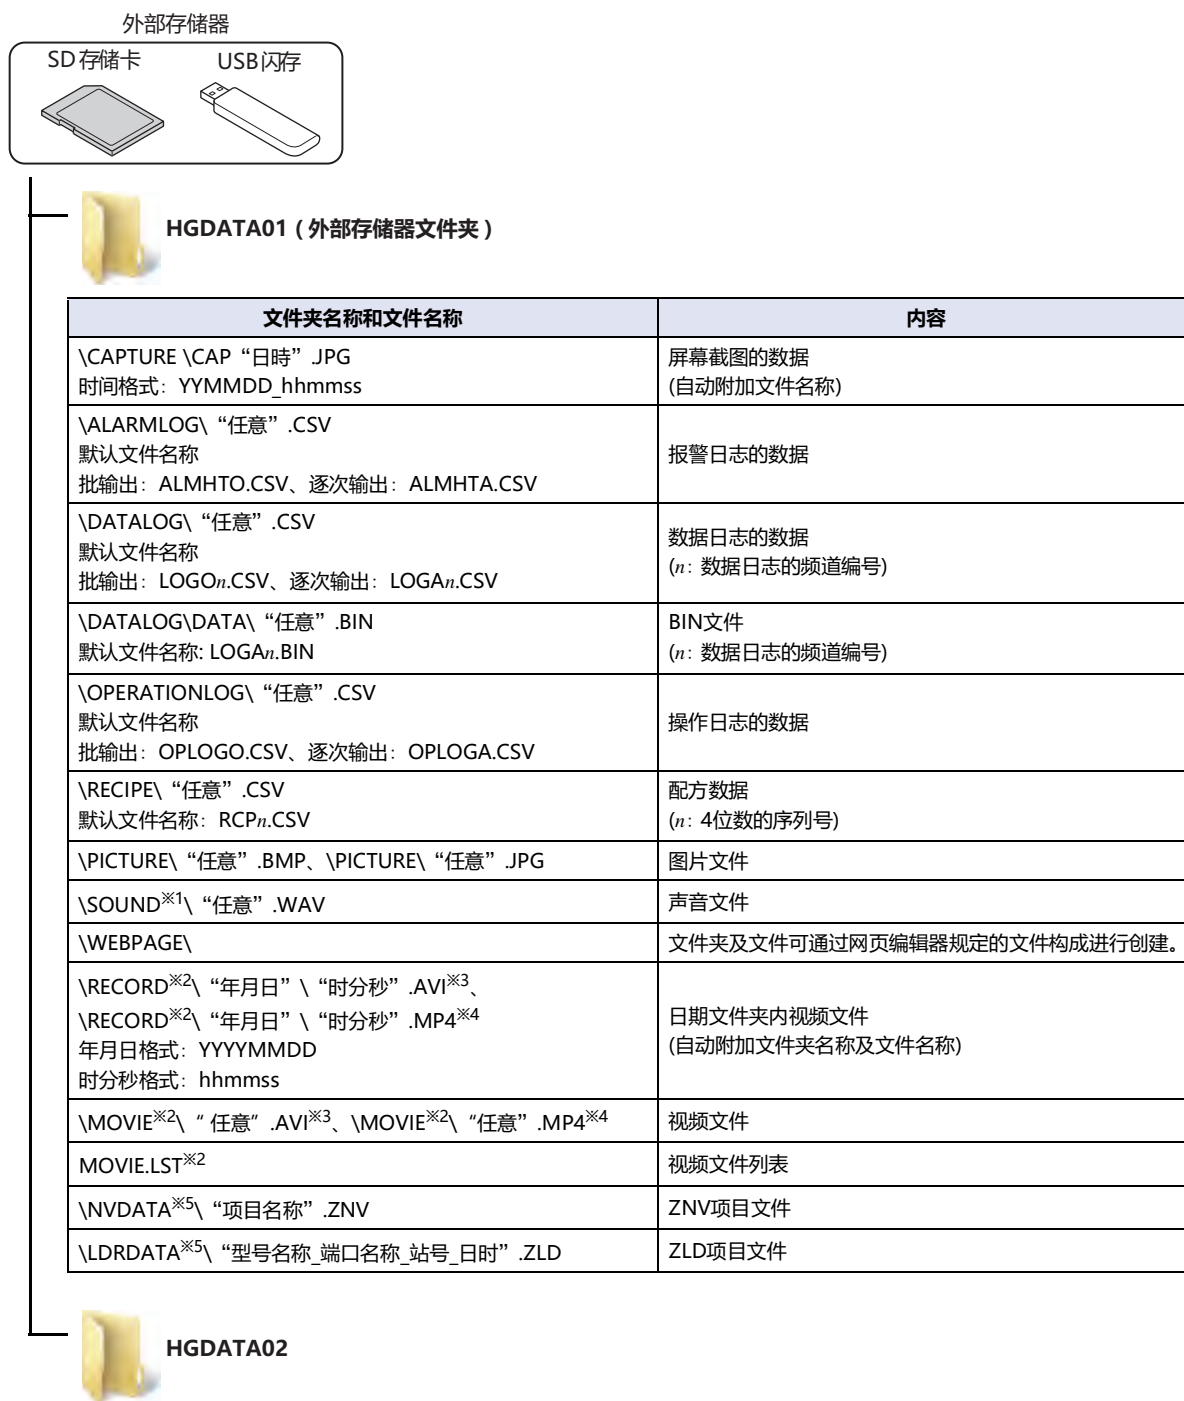 外部存储器
SD 存储卡
USB闪存
HGDATA01（外部存储器文件夹）
文件夹名称和文件名称
内容
\CAPTURE \CAP“日時”.JPG
时间格式：YYMMDD_hhmmss
屏幕截图的数据
(自动附加文件名称)
\ALARMLOG\“任意”.CSV
默认文件名称
批输出：ALMHTO.CSV、逐次输出：ALMHTA.CSV
报警日志的数据
\DATALOG\“任意”.CSV
默认文件名称
批输出：LOGOn.CSV、逐次输出：LOGAn.CSV
数据日志的数据
(n：数据日志的频道编号)
\DATALOG\DATA\“任意”.BIN
默认文件名称: LOGAn.BIN
BIN文件
(n：数据日志的频道编号)
\OPERATIONLOG\“任意”.CSV
默认文件名称
批输出：OPLOGO.CSV、逐次输出：OPLOGA.CSV
操作日志的数据
\RECIPE\“任意”.CSV
默认文件名称：RCPn.CSV
配方数据
(n：4位数的序列号)
\PICTURE\“任意”.BMP、\PICTURE\“任意”.JPG
图片文件
\SOUND※1\“任意”.WAV
声音文件
\WEBPAGE\
文件夹及文件可通过网页编辑器规定的文件构成进行创建。
\RECORD※2\“年月日”\“时分秒”.AVI※3、
\RECORD※2\“年月日”\“时分秒”.MP4※4
年月日格式：YYYYMMDD
时分秒格式：hhmmss
日期文件夹内视频文件
(自动附加文件夹名称及文件名称)
\MOVIE※2\“ 任意”.AVI※3、\MOVIE※2\“任意”.MP4※4
视频文件
MOVIE.LST※2
视频文件列表
\NVDATA※5\“项目名称”.ZNV
ZNV项目文件
\LDRDATA※5\“型号名称_端口名称_站号_日时”.ZLD
ZLD项目文件
HGDATA02